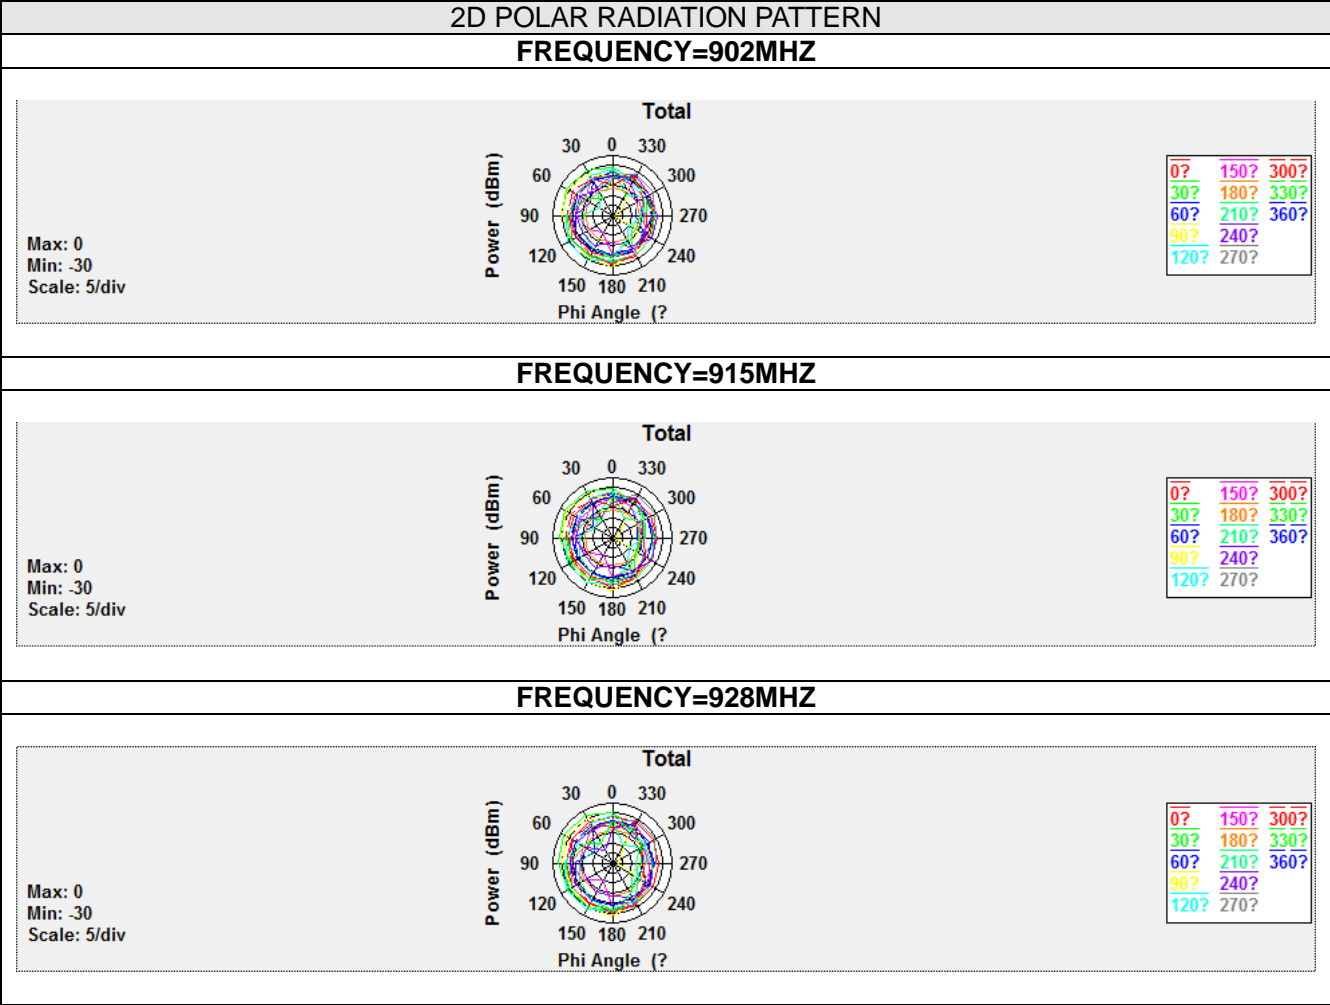 2D POLAR RADIATION PATTERN
FREQUENCY=902MHZ
Total
30 0 330
60 300
90 270
120 240
150 180 210
Power (dBm)
Phi Angle (?
Max: 0
Min: -30
Scale: 5/div
0? 150? 300?
30? 180? 330?
60? 210? 360?
90? 240?
120? 270?
FREQUENCY=915MHZ
Total
30 0 330
60 300
90 270
120 240
150 180 210
Power (dBm)
Phi Angle (?
Max: 0
Min: -30
Scale: 5/div
0? 150? 300?
30? 180? 330?
60? 210? 360?
90? 240?
120? 270?
FREQUENCY=928MHZ
Total
30 0 330
60 300
90 270
120 240
150 180 210
Power (dBm)
Phi Angle (?
Max: 0
Min: -30
Scale: 5/div
0? 150? 300?
30? 180? 330?
60? 210? 360?
90? 240?
120? 270?